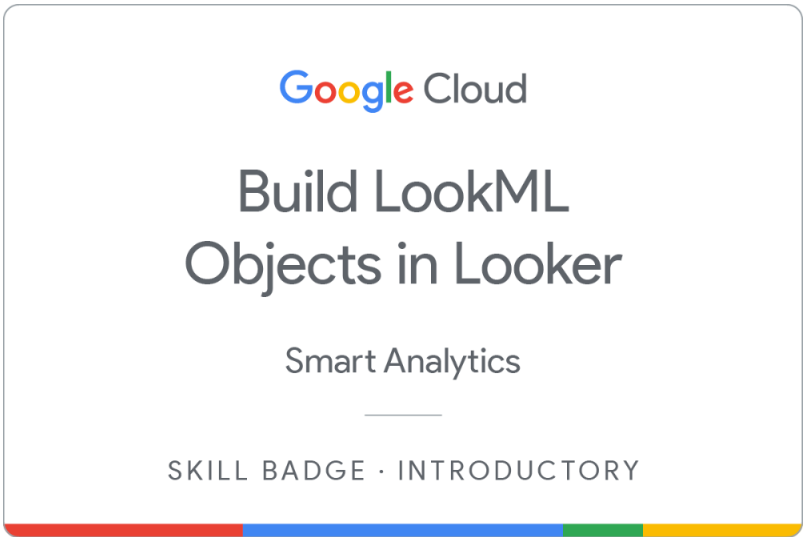 Google Cloud
Build LookML
Objects in Looker
Smart Analytics
SKILL BADGE · INTRODUCTORY